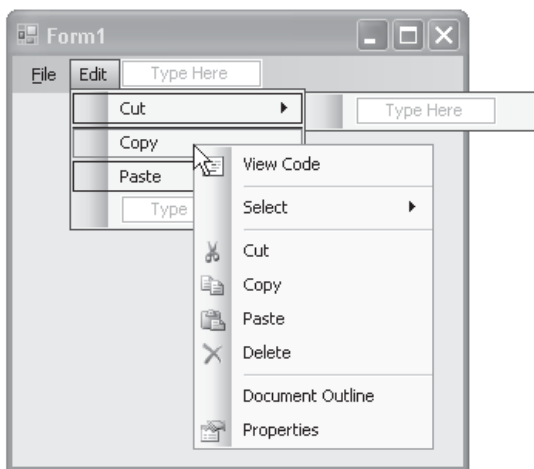 Form1
File Edit Type Here
Cut Type Here
Copy
Paste
Type
View Code
Select
Cut
Copy
Paste
Delete
Document Outline
Properties